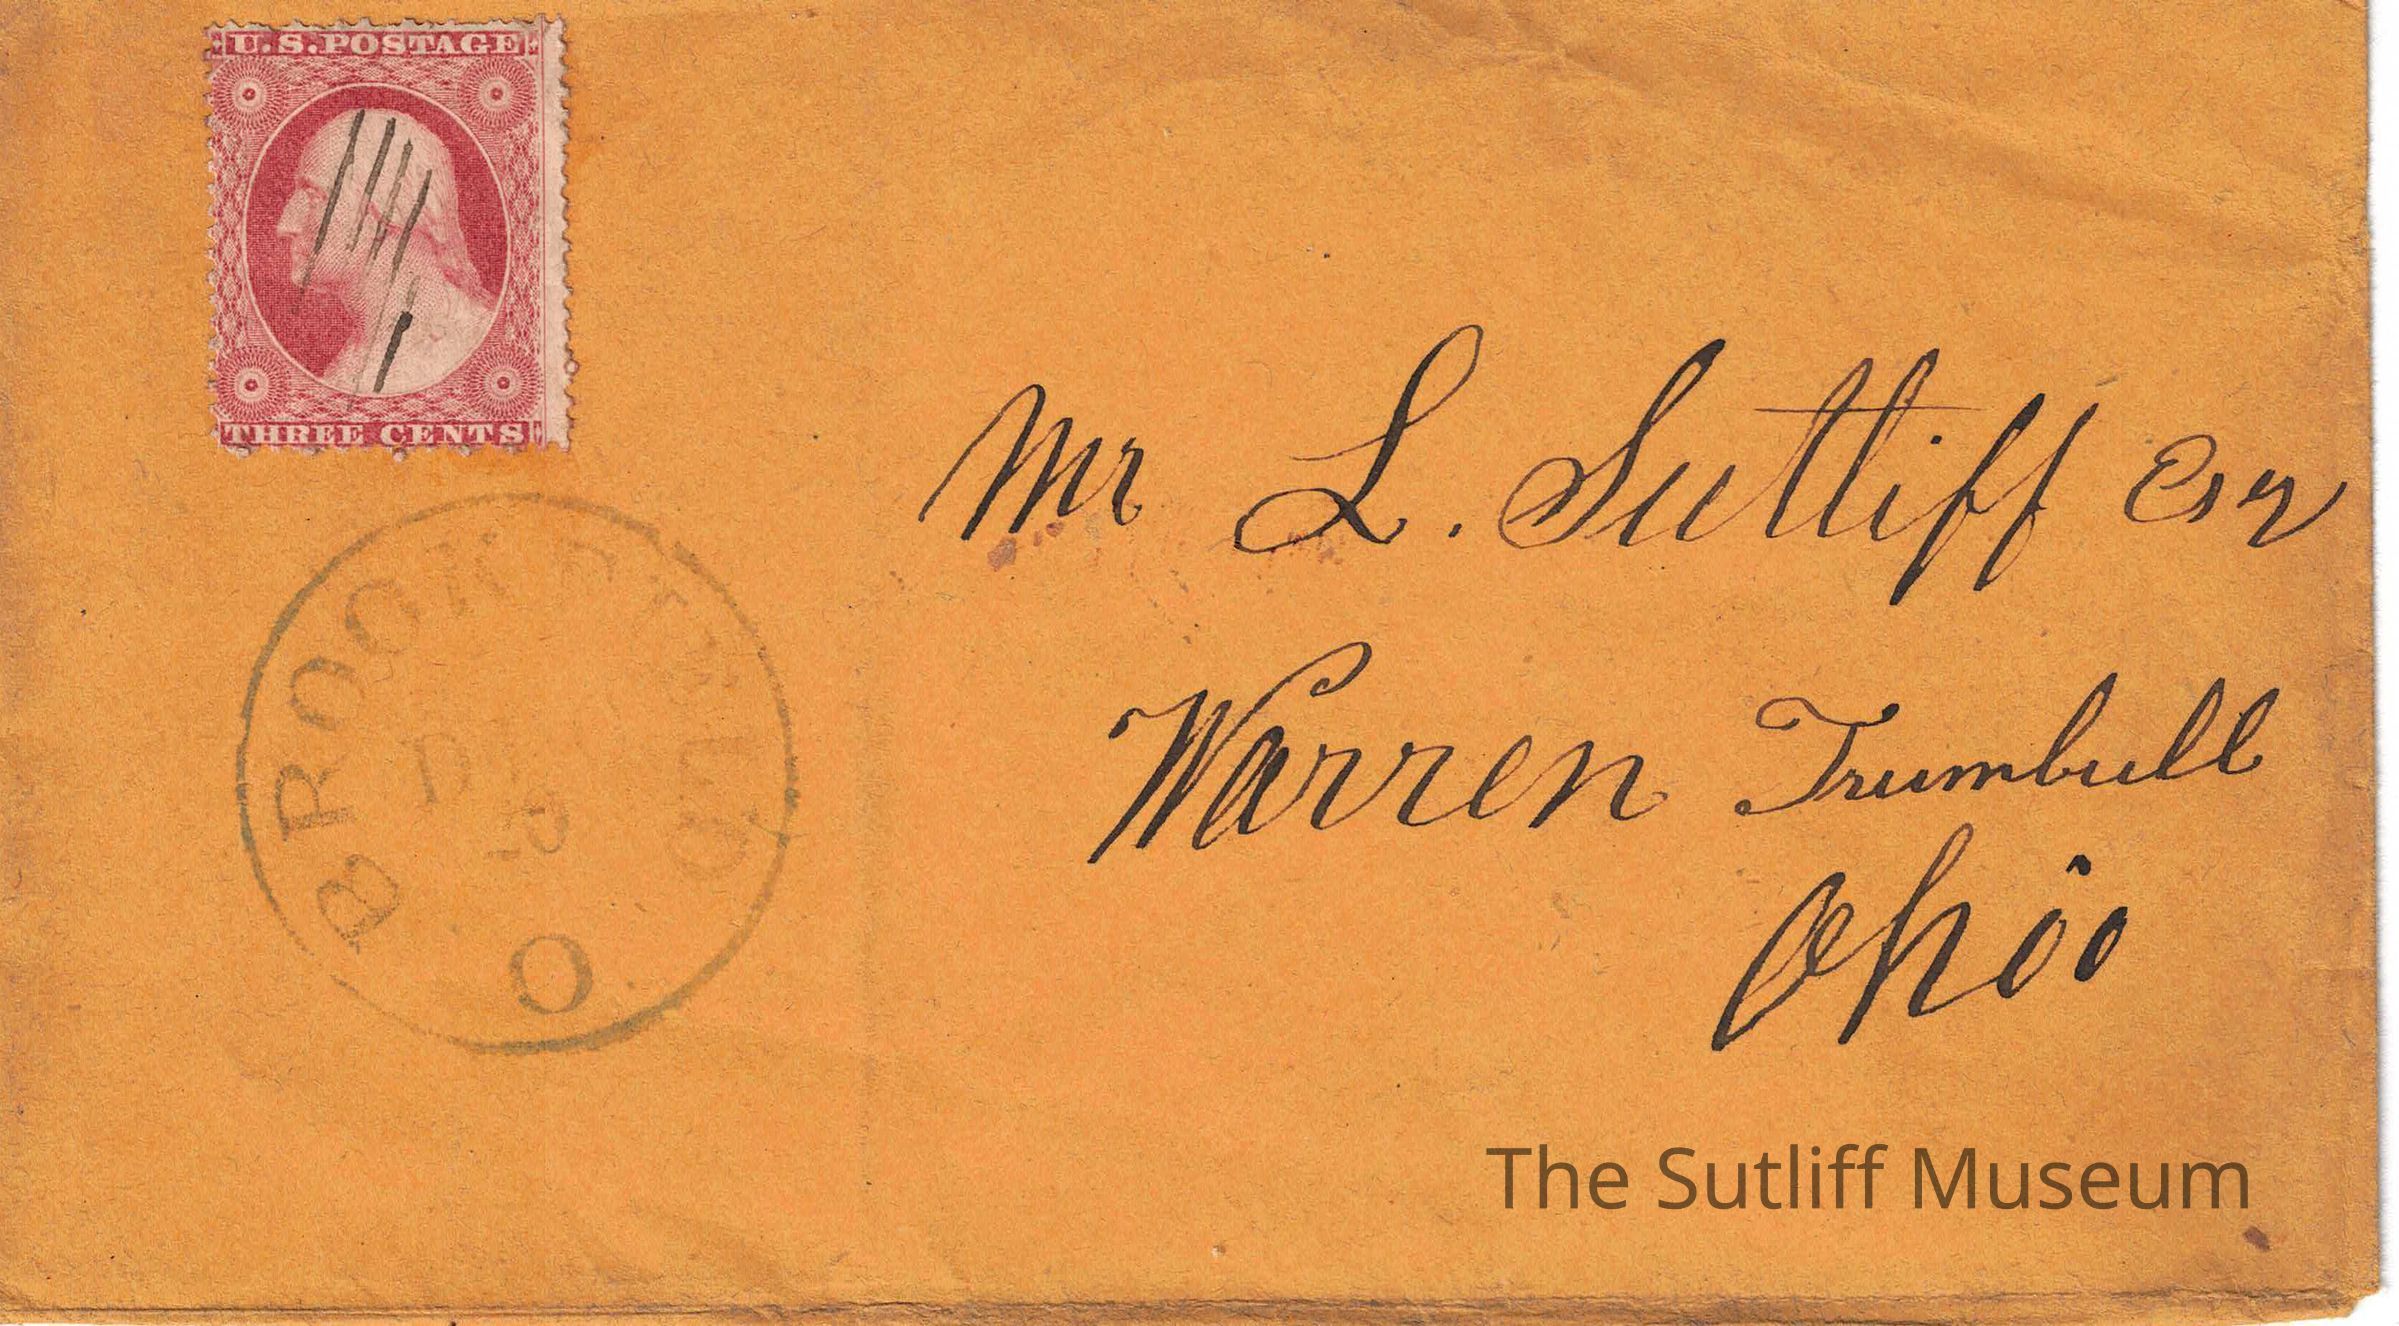 U.S. POSTAGE
THREE CENTS
Mr L. Sutliff Esq
Warren Trumbull
Ohio
O
The Sutliff Museum